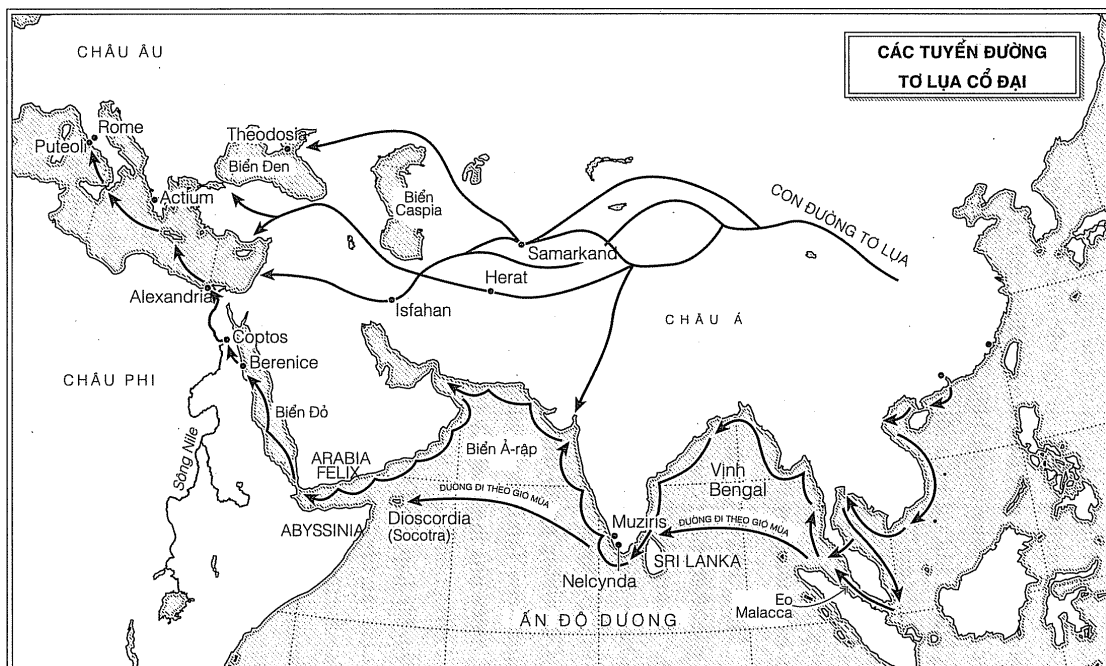 CÁC TUYẾN ĐƯỜNG
TƠ LỤA CỔ ĐẠI
CHÂU ÂU
Rome
Puteoli
Theodosia
Biển Đen
Actium
Biển
Caspia
CON ĐƯỜNG TƠ LỤA
Samarkand
Herat
Isfahan
Alexandria
CHÂU Á
Coptos
Berenice
CHÂU PHI
Biển Đỏ
Sông Nile
ARABIA
FELIX
Biển Ả-rập
Vịnh
Bengal
ĐƯỜNG ĐI THEO GIÓ MÙA
ĐƯỜNG ĐI THEO GIÓ MÙA
ABYSSINIA
Dioscordia
(Socotra)
Muziris
SRI LANKA
Nelcynda
Eo
Malacca
ẤN ĐỘ DƯƠNG